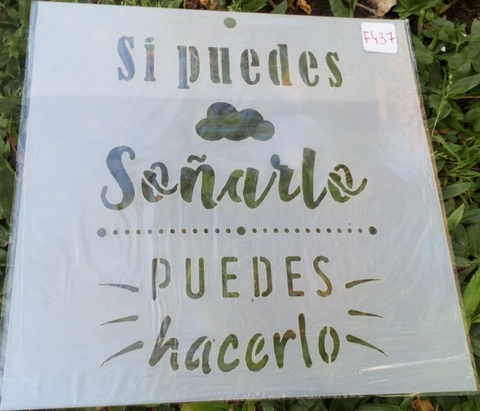 F437
Si puedes
Soñarlo
PUEDES
hacerlo